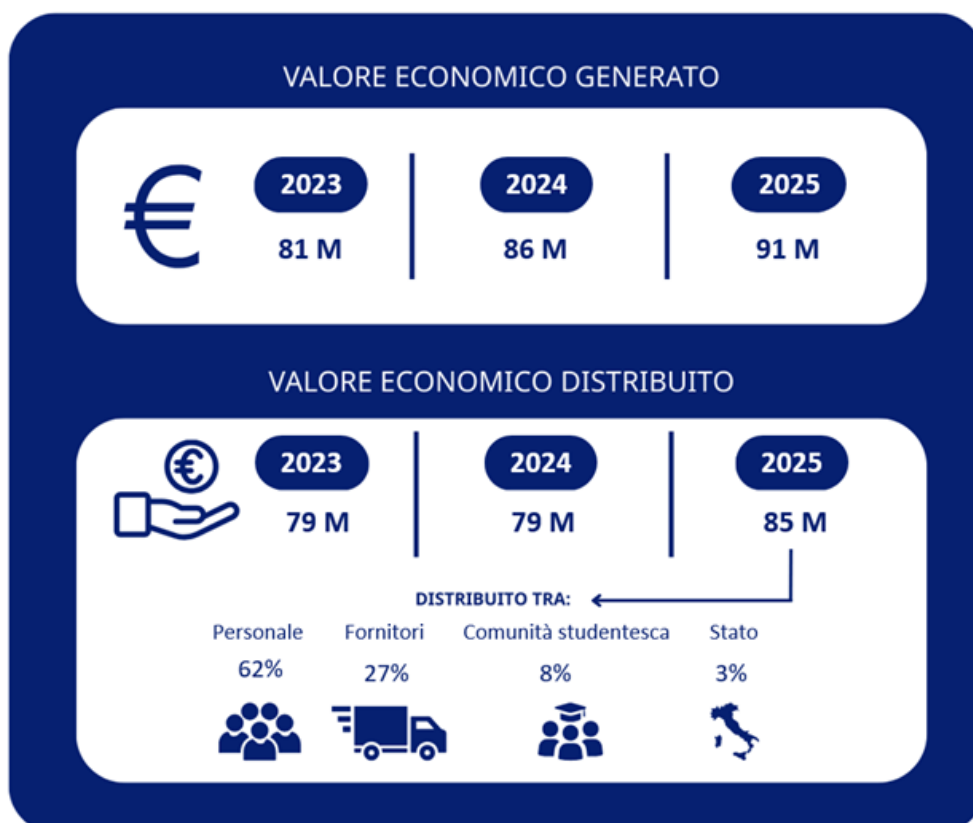 VALORE ECONOMICO GENERATO
€
2023 2024 2025
81 M 86 M 91 M
VALORE ECONOMICO DISTRIBUITO
€
2023 2024 2025
79 M 79 M 85 M
DISTRIBUITO TRA:
Personale Fornitori Comunità studentesca Stato
62% 27% 8% 3%